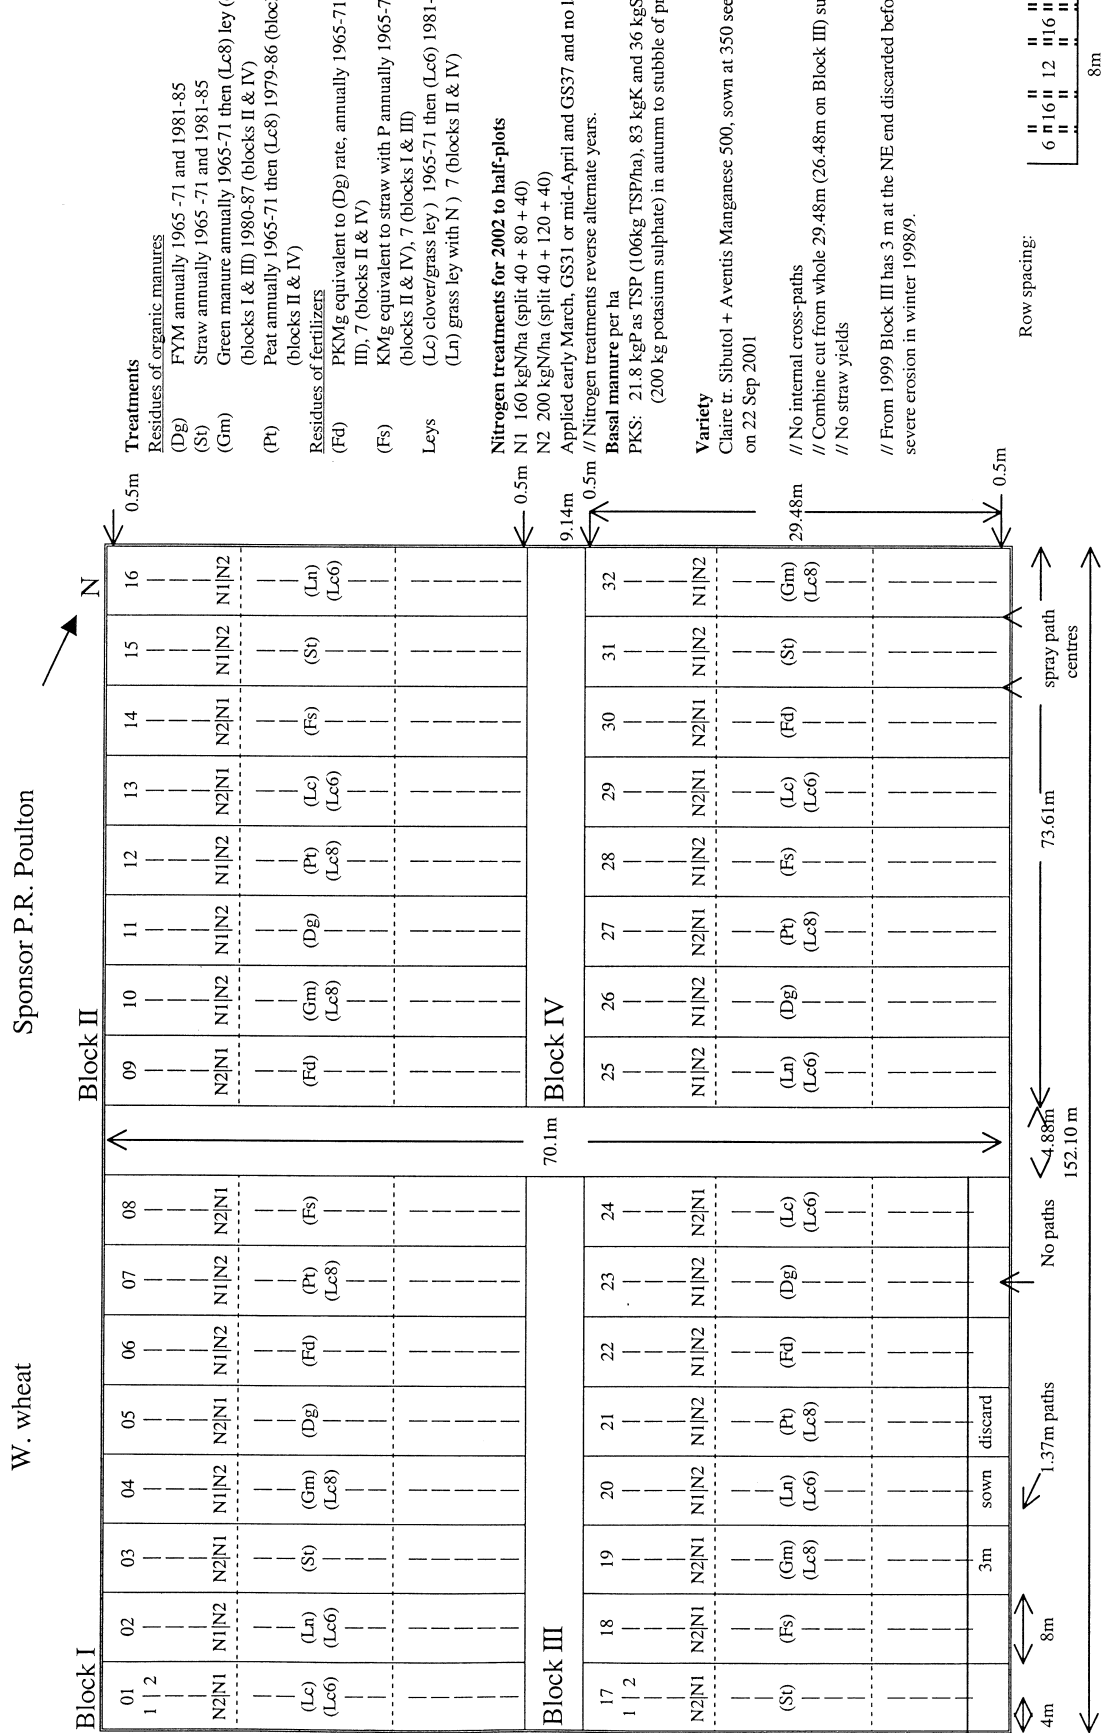 W. wheat
Sponsor P.R. Poulton
N
Block I
Block II
01 02 03 04 05 06 07 08
1 2
09 10 11 12 13 14 15 16
N2|N1 N1|N2 N2|N1 N1|N2 N2|N1 N1|N2 N1|N2 N2|N1
N2|N1 N1|N2 N1|N2 N1|N2 N2|N1 N2|N1 N1|N2 N1|N2
(Lc) (Ln) (St) (Gm) (Dg) (Fd) (Pt) (Fs)
(Lc6) (Lc6) (Lc8) (Lc8)
(Fd) (Gm) (Dg) (Pt) (Lc) (Fs) (St) (Ln)
(Lc8) (Lc8) (Lc6) (Lc6)
0.5m
0.5m
Block III
Block IV
70.1m
9.14m
0.5m
17 18 19 20 21 22 23 24
1 2
25 26 27 28 29 30 31 32
N2|N1 N2|N1 N2|N1 N1|N2 N1|N2 N1|N2 N1|N2 N2|N1
N1|N2 N1|N2 N2|N1 N1|N2 N2|N1 N2|N1 N1|N2 N1|N2
(St) (Fs) (Gm) (Ln) (Pt) (Fd) (Dg) (Lc)
(Lc8) (Lc6) (Lc8) (Lc6)
(Ln) (Dg) (Pt) (Fs) (Lc) (Fd) (St) (Gm)
(Lc6) (Lc8) (Lc6) (Lc8)
29.48m
3m sown discard
0.5m
4m
8m
1.37m paths
No paths
4.88m
73.61m
spray path
centres
152.10 m
Treatments
Residues of organic manures
(Dg) FYM annually 1965 -71 and 1981-85
(St) Straw annually 1965 -71 and 1981-85
(Gm) Green manure annually 1965-71 then (Lc8) ley (
(blocks I & III) 1980-87 (blocks II & IV)
(Pt) Peat annually 1965-71 then (Lc8) 1979-86 (bloc
(blocks II & IV)
Residues of fertilizers
(Fd) PKMg equivalent to (Dg) rate, annually 1965-71
III), 7 (blocks II & IV)
(Fs) KMg equivalent to straw with P annually 1965-7
(blocks II & IV), 7 (blocks I & III)
Leys (Lc) clover/grass ley ) 1965-71 then (Lc6) 1981-
(Ln) grass ley with N ) 7 (blocks II & IV)
Nitrogen treatments for 2002 to half-plots
N1 160 kgN/ha (split 40 + 80 + 40)
N2 200 kgN/ha (split 40 + 120 + 40)
Applied early March, GS31 or mid-April and GS37 and no l
// Nitrogen treatments reverse alternate years.
Basal manure per ha
PKS: 21.8 kgP as TSP (106kg TSP/ha), 83 kgK and 36 kgS
(200 kg potasium sulphate) in autumn to stubble of pr
Variety
Claire tr. Sibutol + Aventis Manganese 500, sown at 350 see
on 22 Sep 2001
// No internal cross-paths
// Combine cut from whole 29.48m (26.48m on Block III) su
// No straw yields
// From 1999 Block III has 3 m at the NE end discarded befo
severe erosion in winter 1998/9.
Row spacing:
6 16 12 16
8m